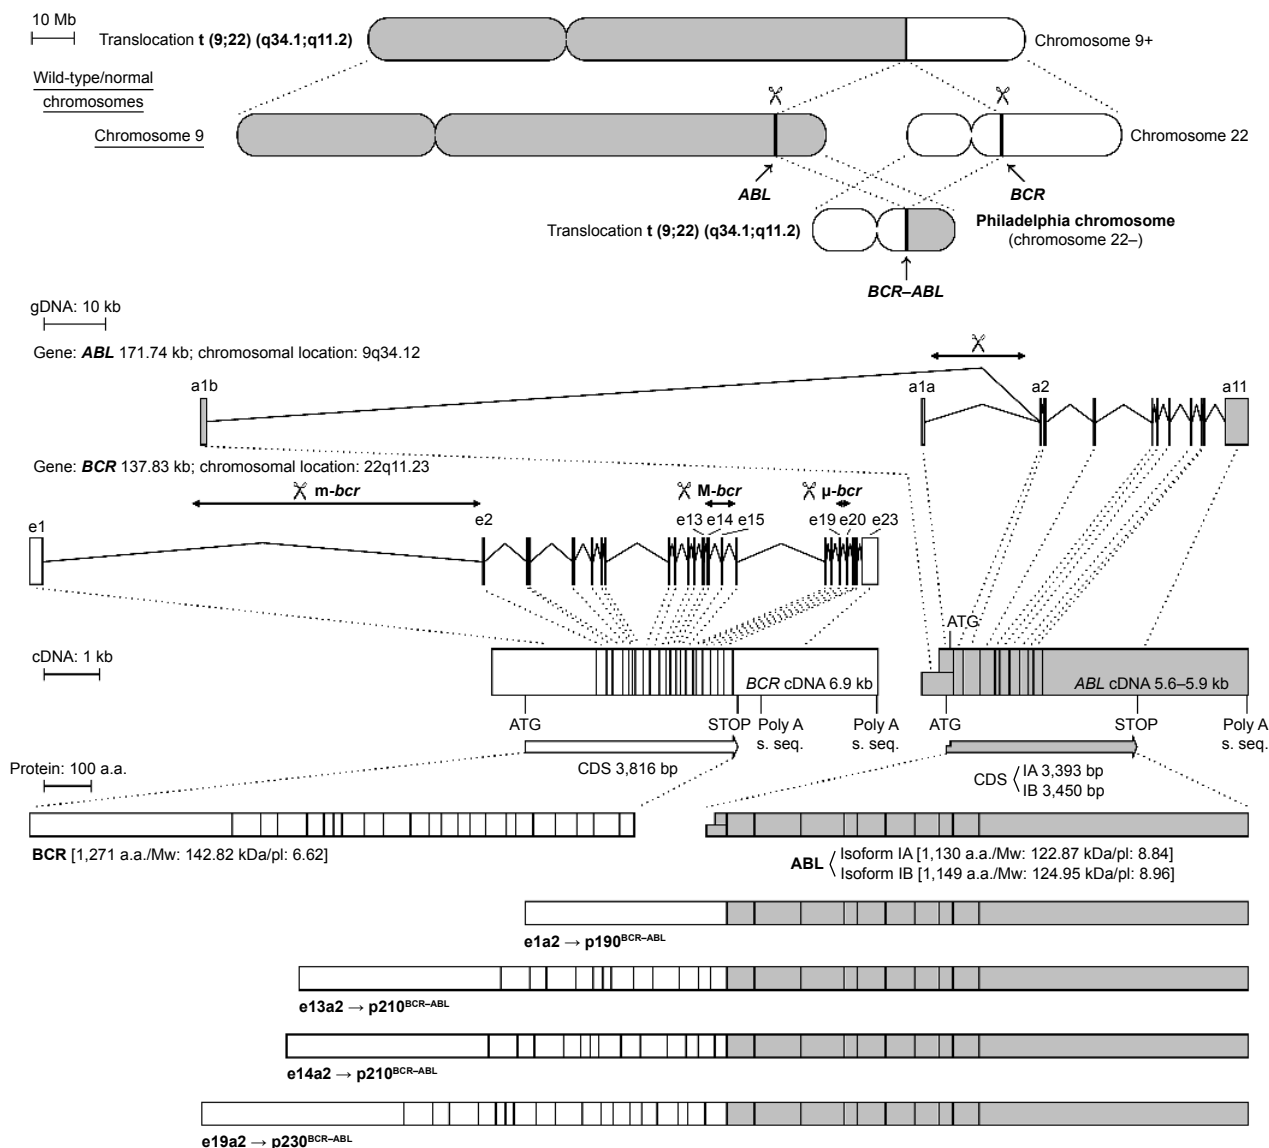 10 Mb
Translocation t (9;22) (q34.1;q11.2)
Chromosome 9+
Wild-type/normal
chromosomes
Chromosome 9
Chromosome 22
ABL
BCR
Translocation t (9;22) (q34.1;q11.2)
Philadelphia chromosome
(chromosome 22–)
BCR–ABL
gDNA: 10 kb
Gene: ABL 171.74 kb; chromosomal location: 9q34.12
a1b
a1a
a2
a11
Gene: BCR 137.83 kb; chromosomal location: 22q11.23
m-bcr
M-bcr
µ-bcr
e1
e2
e13 e14 e15
e19 e20 e23
ATG
cDNA: 1 kb
BCR cDNA 6.9 kb
ABL cDNA 5.6–5.9 kb
ATG
STOP
Poly A
s. seq.
Poly A
s. seq.
ATG
STOP
Poly A
s. seq.
CDS 3,816 bp
CDS
IA 3,393 bp
IB 3,450 bp
Protein: 100 a.a.
BCR [1,271 a.a./Mw: 142.82 kDa/pl: 6.62]
ABL
Isoform IA [1,130 a.a./Mw: 122.87 kDa/pl: 8.84]
Isoform IB [1,149 a.a./Mw: 124.95 kDa/pl: 8.96]
e1a2 → p190BCR–ABL
e13a2 → p210BCR–ABL
e14a2 → p210BCR–ABL
e19a2 → p230BCR–ABL